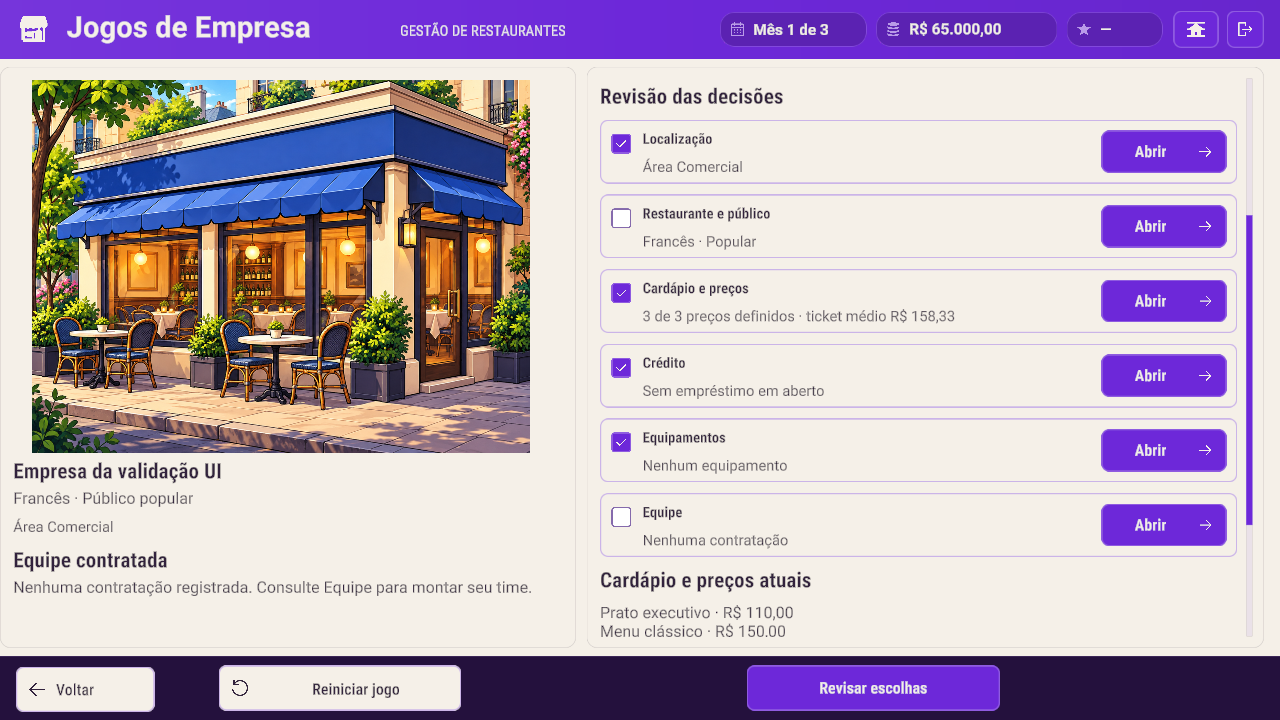 Jogos de Empresa
GESTÃO DE RESTAURANTES
Mês 1 de 3
R$ 65.000,00
–
Empresa da validação UI
Francês · Público popular
Área Comercial
Equipe contratada
Nenhuma contratação registrada. Consulte Equipe para montar seu time.
Revisão das decisões
Localização
Área Comercial
Abrir
Restaurante e público
Francês · Popular
Abrir
Cardápio e preços
3 de 3 preços definidos · ticket médio R$ 158,33
Abrir
Crédito
Sem empréstimo em aberto
Abrir
Equipamentos
Nenhum equipamento
Abrir
Equipe
Nenhuma contratação
Abrir
Cardápio e preços atuais
Prato executivo · R$ 110,00
Menu clássico · R$ 150,00
Voltar
Reiniciar jogo
Revisar escolhas